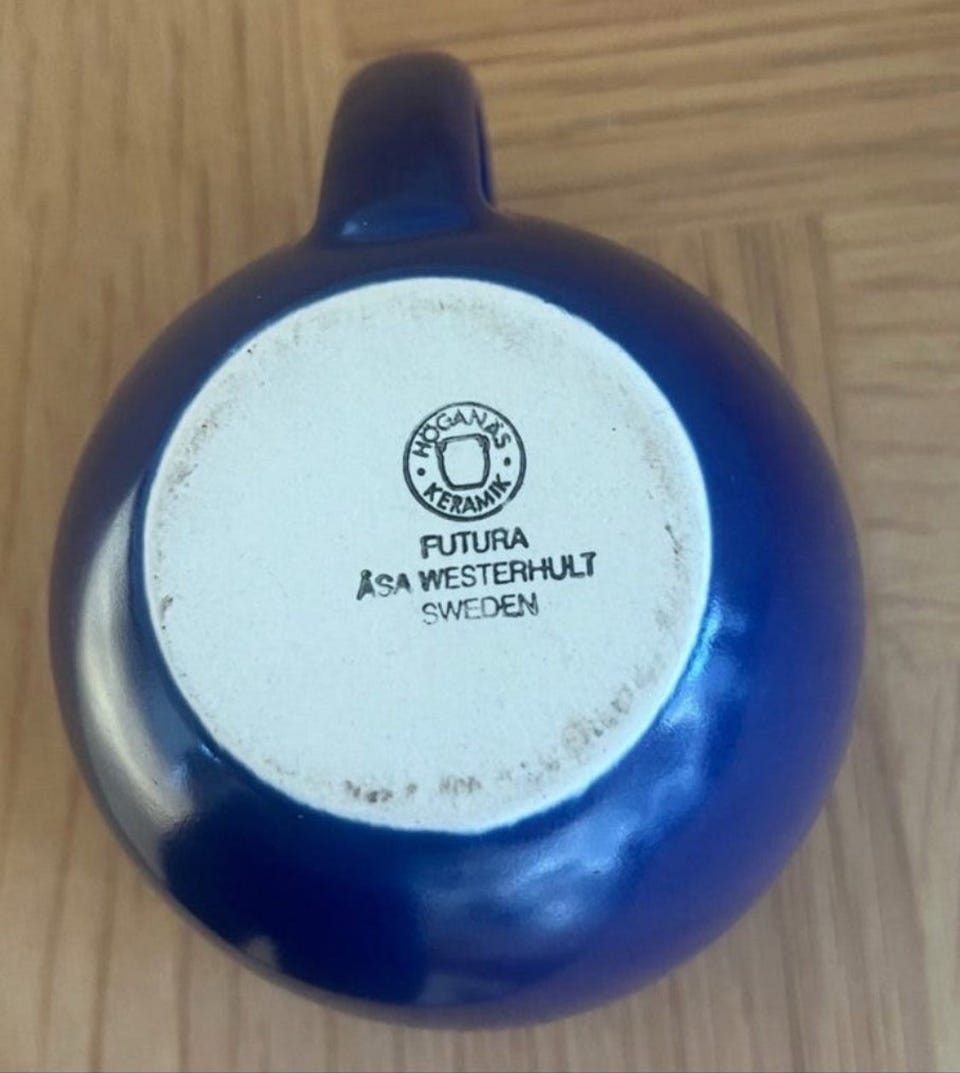 HÖGANÄS
KERAMIK
FUTURA
ÅSA WESTERHULT
SWEDEN